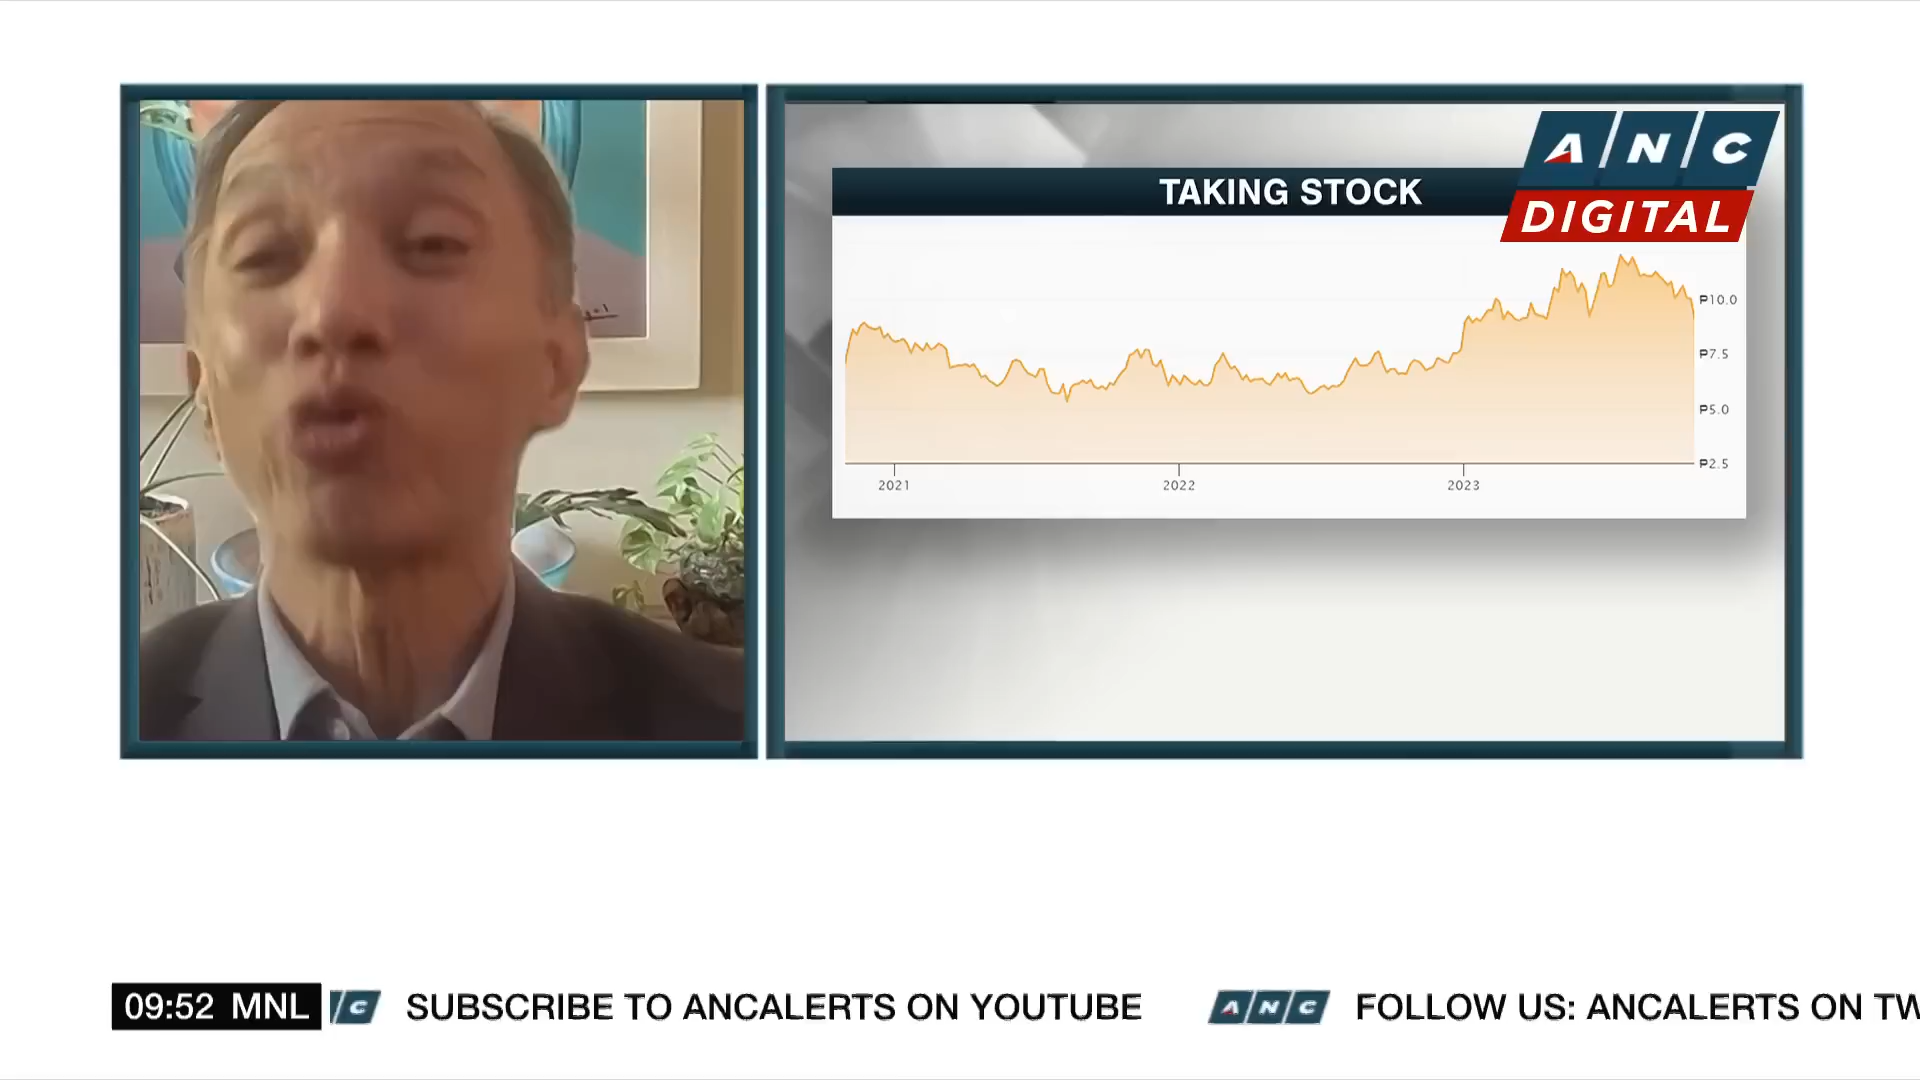 ANC
DIGITAL
TAKING STOCK
₱10.0
₱7.5
₱5.0
₱2.5
2021 2022 2023
09:52 MNL C SUBSCRIBE TO ANCALERTS ON YOUTUBE ANC FOLLOW US: ANCALERTS ON TW